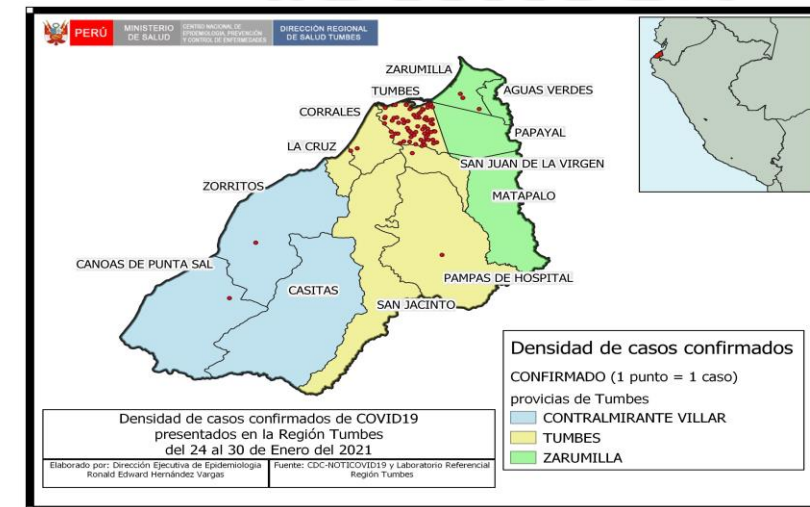 PERÚ
MINISTERIO
DE SALUD
CENTRO NACIONAL DE
EPIDEMIOLOGÍA, PREVENCIÓN
Y CONTROL DE ENFERMEDADES
DIRECCIÓN REGIONAL
DE SALUD TUMBES
ZARUMILLA
TUMBES
AGUAS VERDES
CORRALES
PAPAYAL
LA CRUZ
SAN JUAN DE LA VIRGEN
ZORRITOS
MATAPALO
CANOAS DE PUNTA SAL
PAMPAS DE HOSPITAL
CASITAS
SAN JACINTO
Densidad de casos confirmados
CONFIRMADO (1 punto = 1 caso)
provicias de Tumbes
CONTRALMIRANTE VILLAR
TUMBES
ZARUMILLA
Densidad de casos confirmados de COVID19
presentados en la Región Tumbes
del 24 al 30 de Enero del 2021
Elaborado por: Dirección Ejecutiva de Epidemiologia
Ronald Edward Hernández Vargas
Fuente: CDC-NOTICOVID19 y Laboratorio Referencial
Región Tumbes